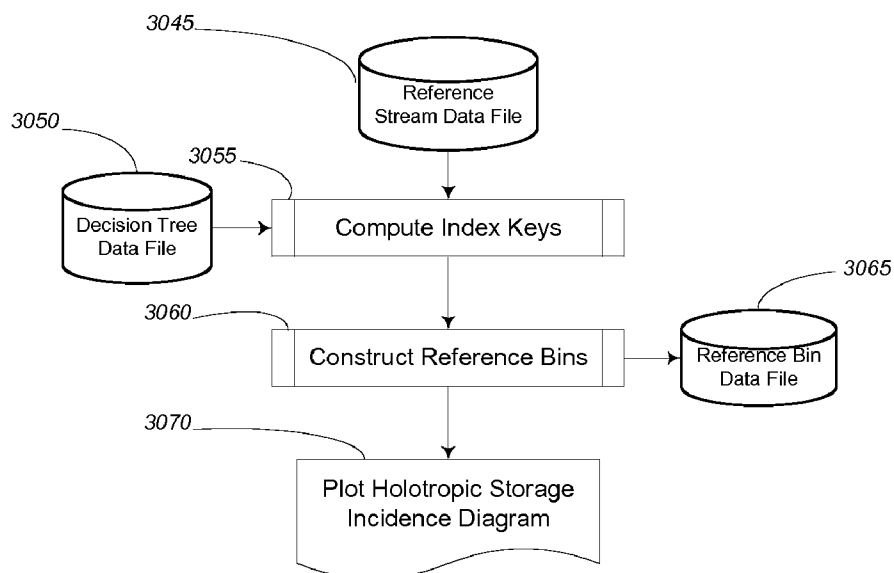 3045
Reference
Stream Data File
3050
3055
Decision Tree
Data File
Compute Index Keys
3065
3060
Construct Reference Bins
Reference Bin
Data File
3070
Plot Holotropic Storage
Incidence Diagram